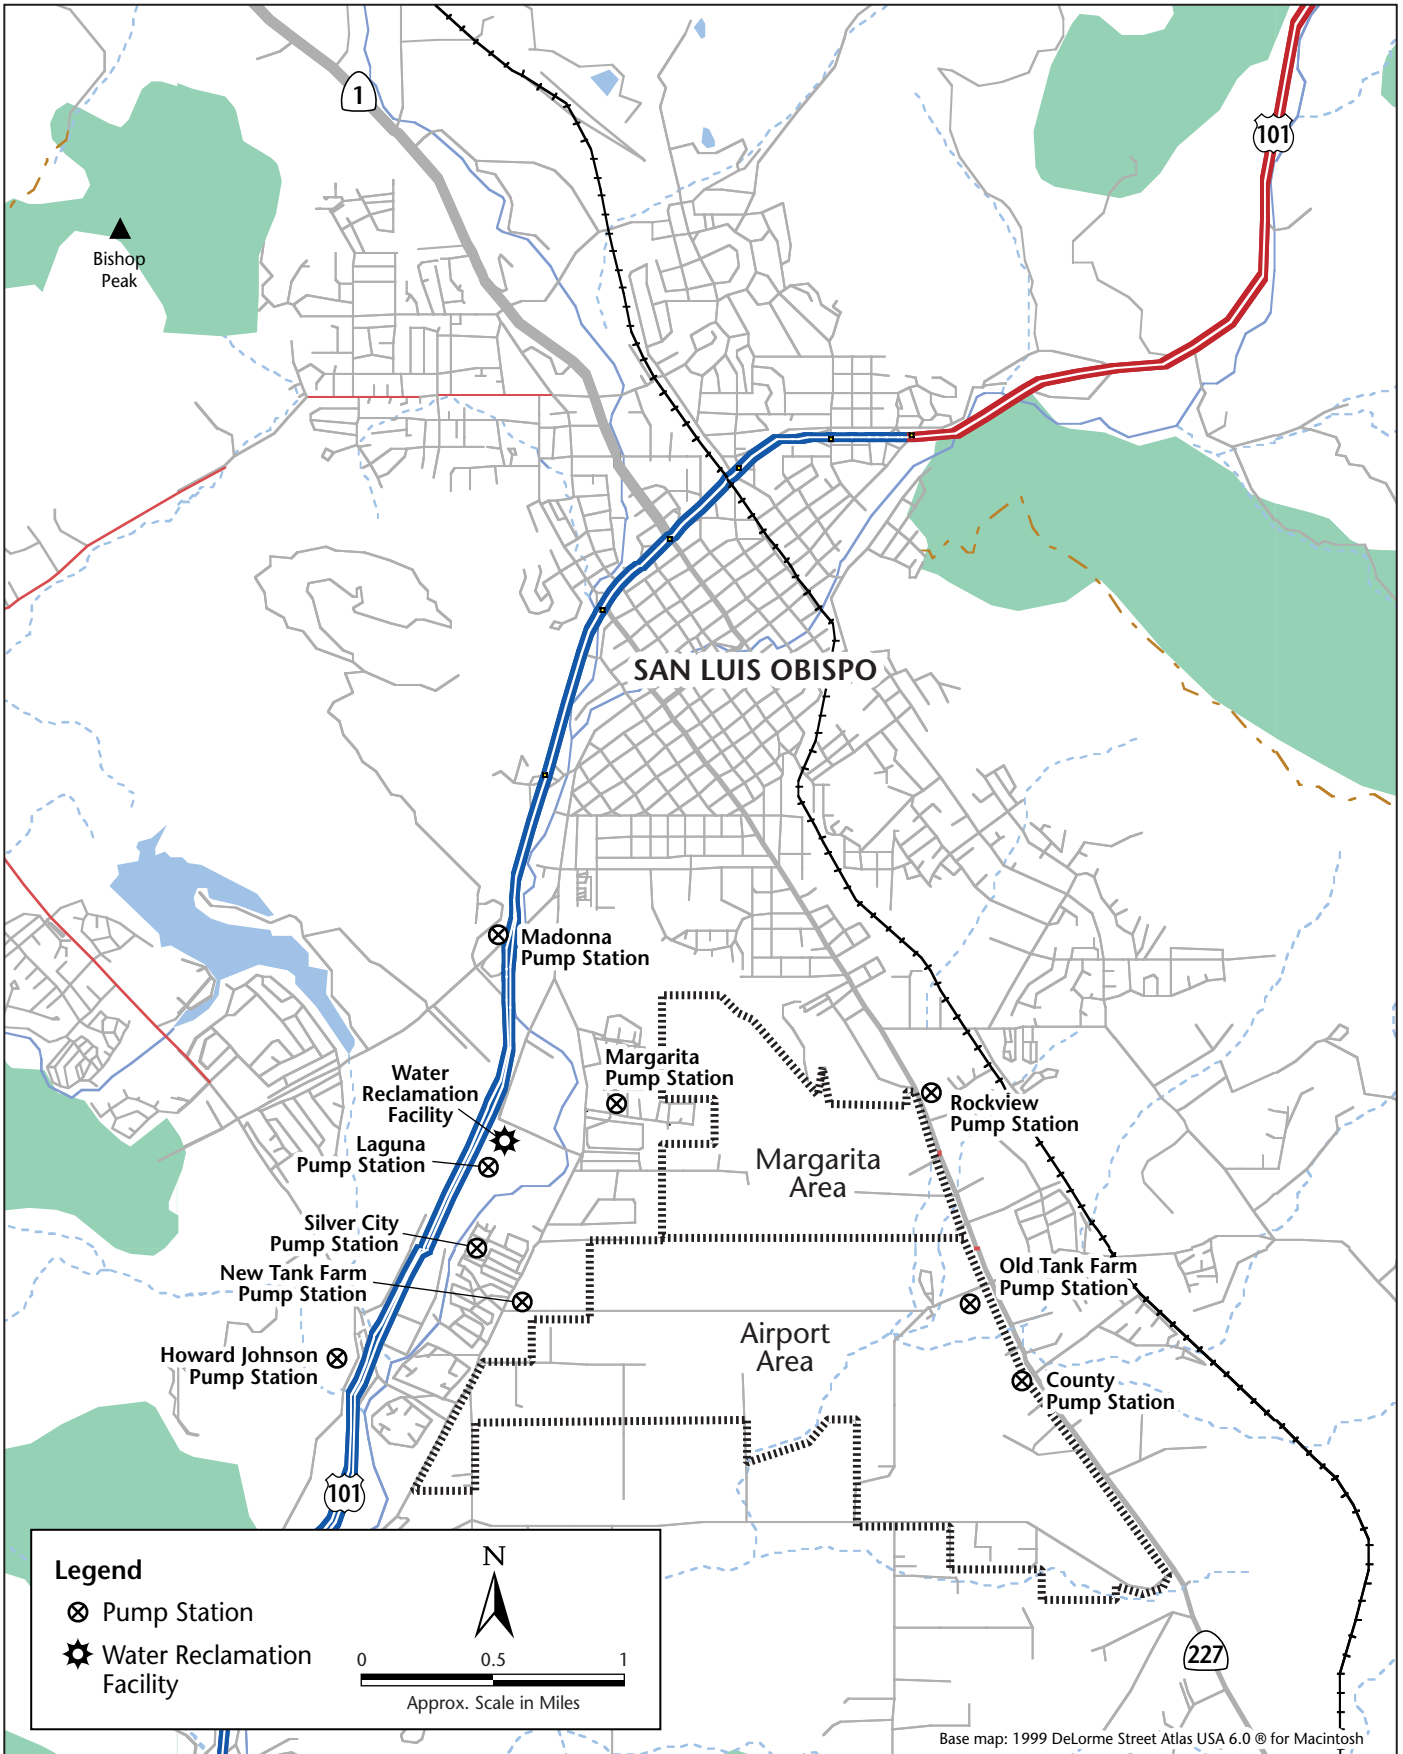 1
101
Bishop
Peak
SAN LUIS OBISPO
Madonna
Pump Station
Margarita
Pump Station
Water
Reclamation
Facility
Rockview
Pump Station
Laguna
Pump Station
Margarita
Area
Silver City
Pump Station
New Tank Farm
Pump Station
Old Tank Farm
Pump Station
Airport
Area
Howard Johnson
Pump Station
County
Pump Station
101
Legend
Pump Station
Water Reclamation
Facility
N
0 0.5 1
Approx. Scale in Miles
227
Base map: 1999 DeLorme Street Atlas USA 6.0 ® for Macintosh